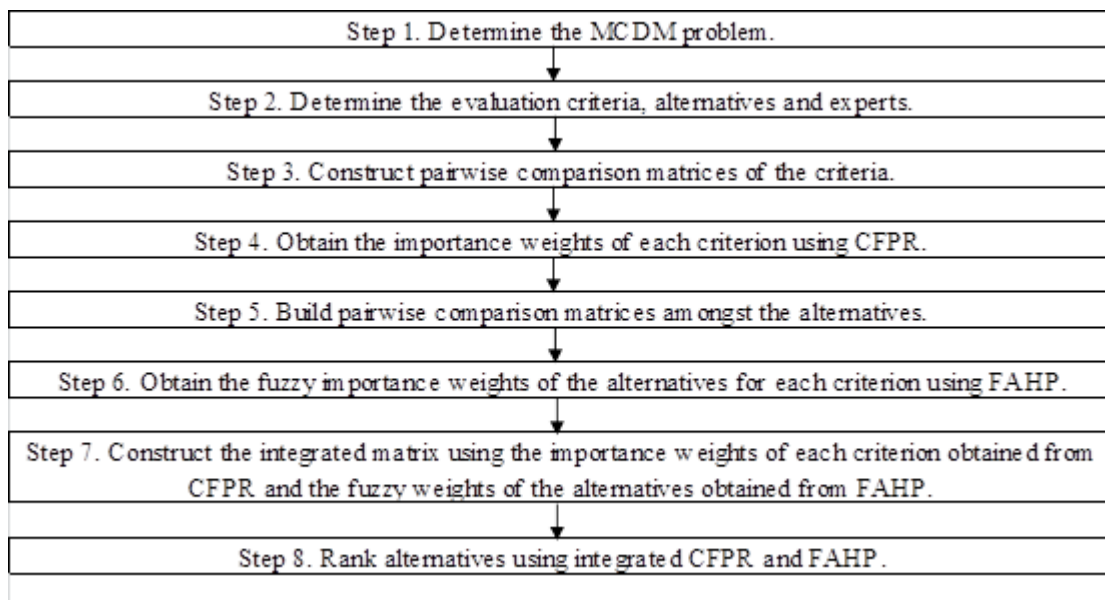 Step 1. Determine the MCDM problem.
Step 2. Determine the evaluation criteria, alternatives and experts.
Step 3. Construct pairwise comparison matrices of the criteria.
Step 4. Obtain the importance weights of each criterion using CFPR.
Step 5. Build pairwise comparison matrices amongst the alternatives.
Step 6. Obtain the fuzzy importance weights of the alternatives for each criterion using FAHP.
Step 7. Construct the integrated matrix using the importance weights of each criterion obtained from
CFPR and the fuzzy weights of the alternatives obtained from FAHP.
Step 8. Rank alternatives using integrated CFPR and FAHP.